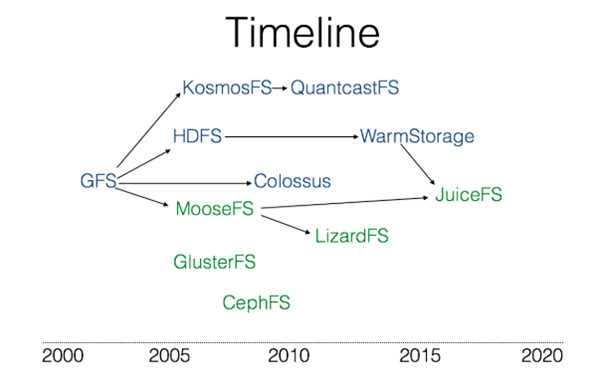 Timeline
KosmosFS QuantcastFS
HDFS WarmStorage
GFS Colossus
JuiceFS
MooseFS
LizardFS
GlusterFS
CephFS
2000 2005 2010 2015 2020